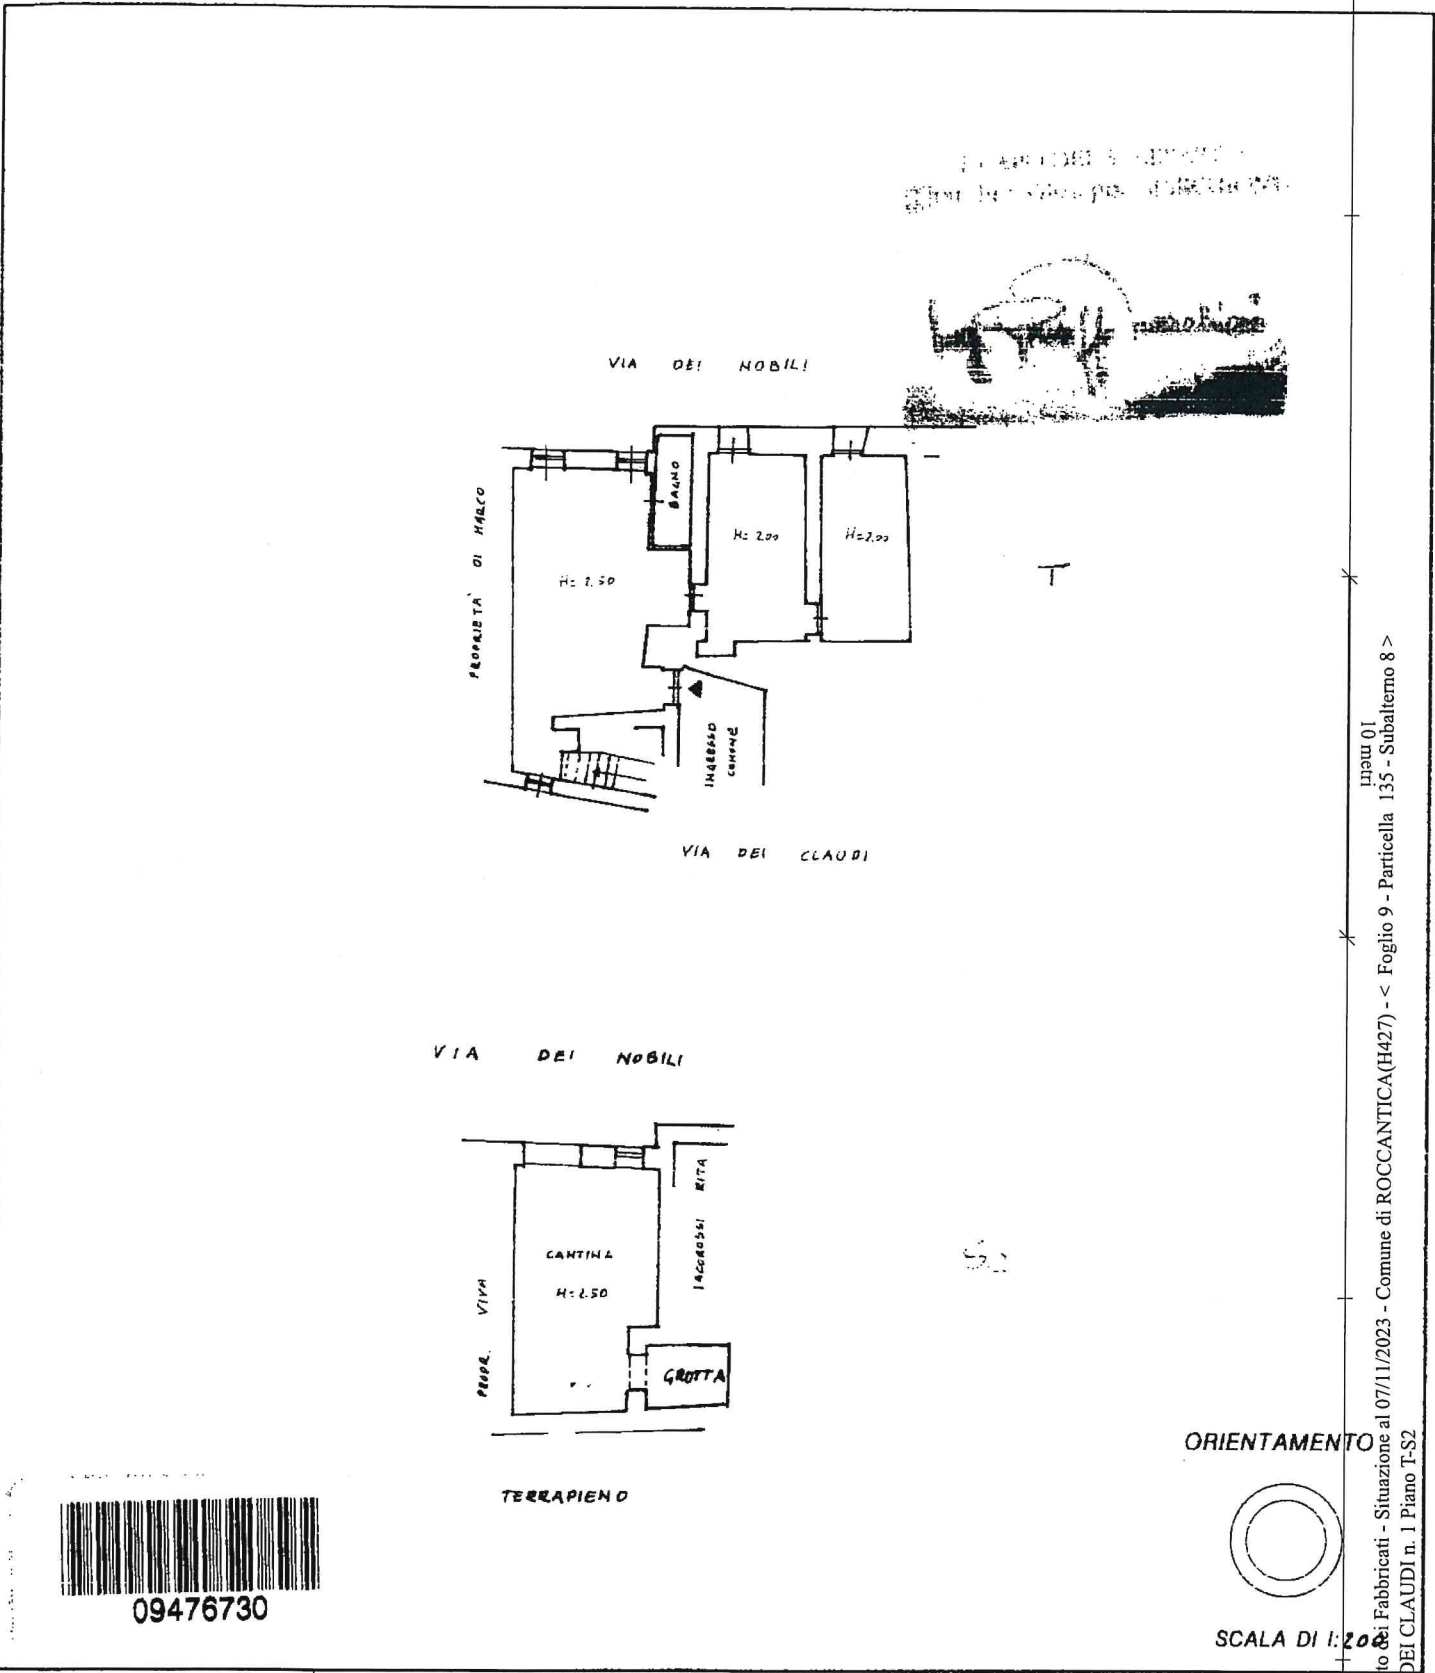 VIA DEI NOBILI
PROPRIETA' DI MARCO
BAGNO
H= 2.50
H= 2.00
H=2.00
T
INGRESSO
COMUNE
VIA DEI CLAUDI
VIA DEI NOBILI
PROPR. VIVA
CANTINA
H=2.50
IACOROSSI RITA
GROTTA
TERRAPIENO
09476730
ORIENTAMENTO
SCALA DI 1:200
10 metri
to dei Fabbricati - Situazione al 07/11/2023 - Comune di ROCCANTICA(H427) - < Foglio 9 - Particella 135 - Subalterno 8 >
DEI CLAUDI n. 1 Piano T-S2